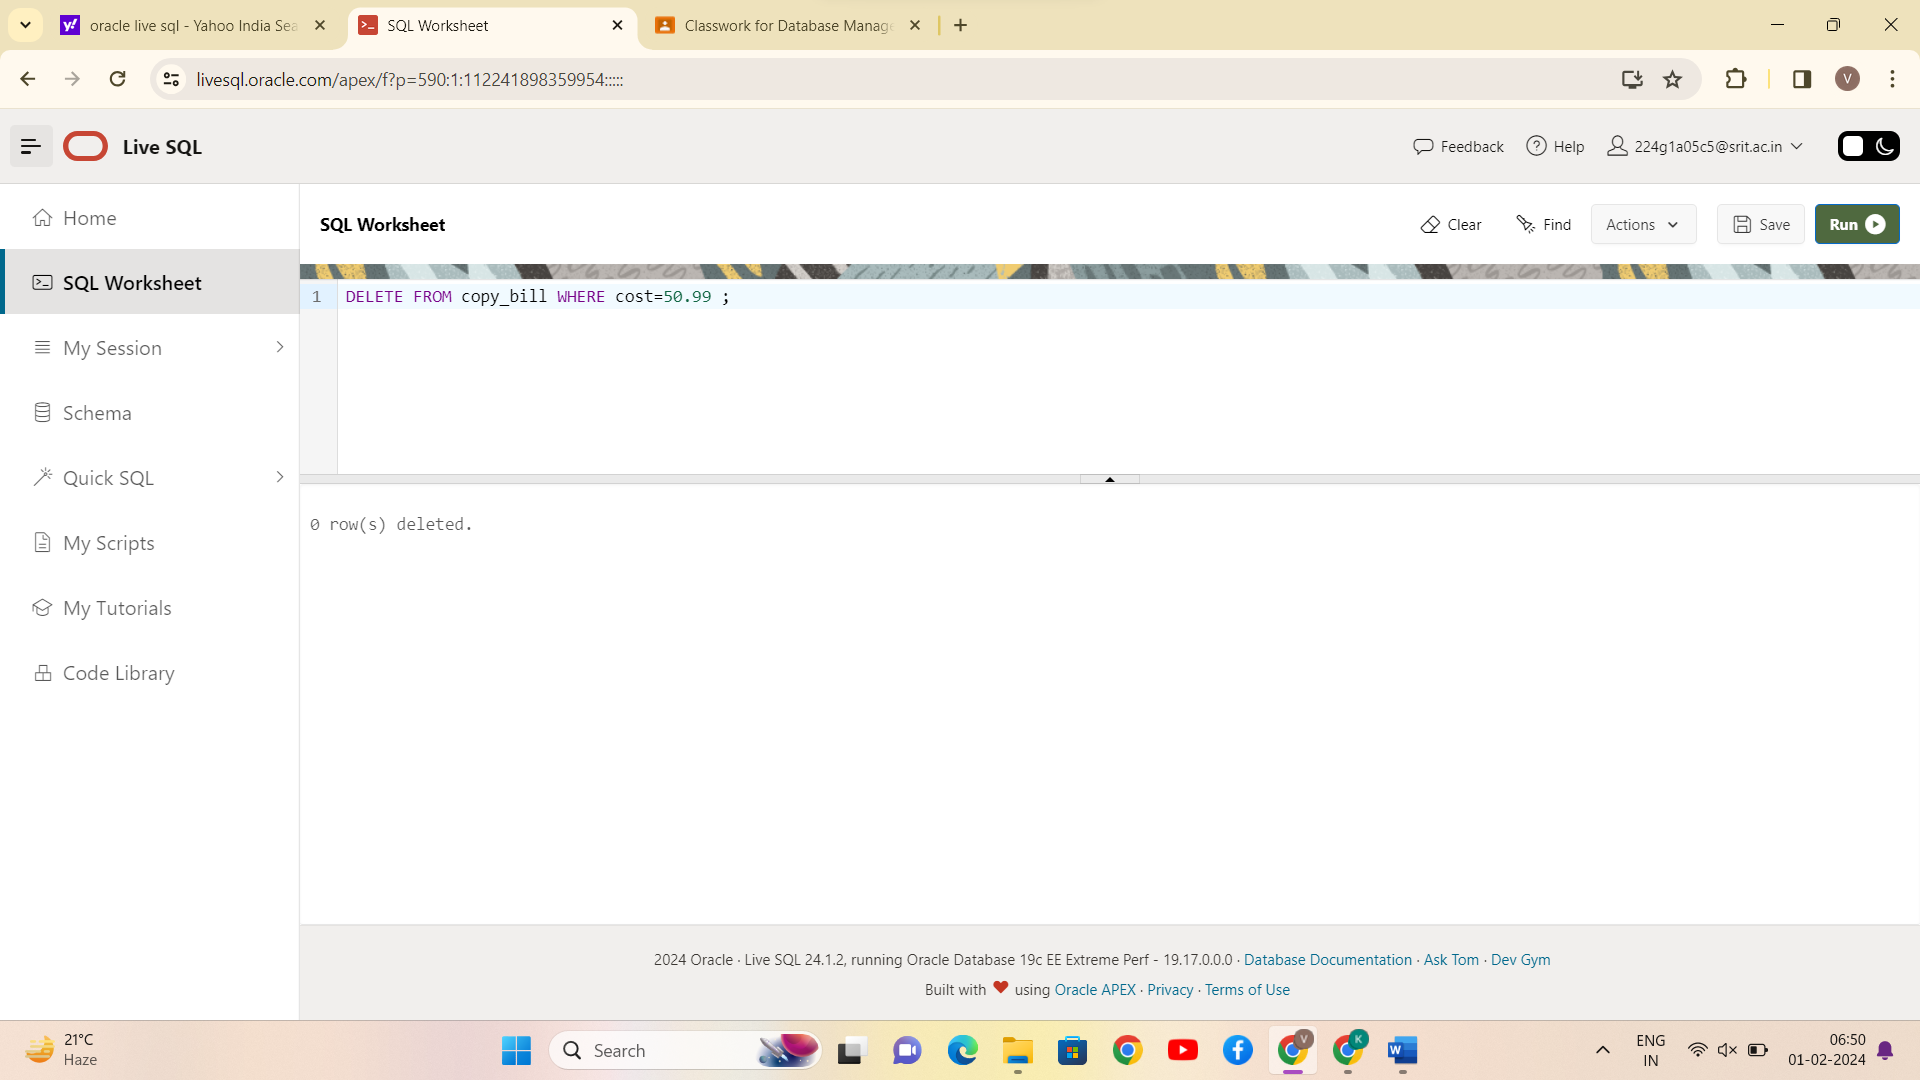 oracle live sql - Yahoo India Sea
SQL Worksheet
Classwork for Database Manage
livesql.oracle.com/apex/f?p=590:1:112241898359954:::::
V
Live SQL
Feedback
Help
224g1a05c5@srit.ac.in
Home
SQL Worksheet
My Session
Schema
Quick SQL
My Scripts
My Tutorials
Code Library
SQL Worksheet
Clear
Find
Actions
Save
Run
1 DELETE FROM copy_bill WHERE cost=50.99 ;
0 row(s) deleted.
2024 Oracle · Live SQL 24.1.2, running Oracle Database 19c EE Extreme Perf - 19.17.0.0.0 · Database Documentation · Ask Tom · Dev Gym
Built with ❤ using Oracle APEX · Privacy · Terms of Use
21°C
Haze
Search
V
K
W
ENG
IN
06:50
01-02-2024